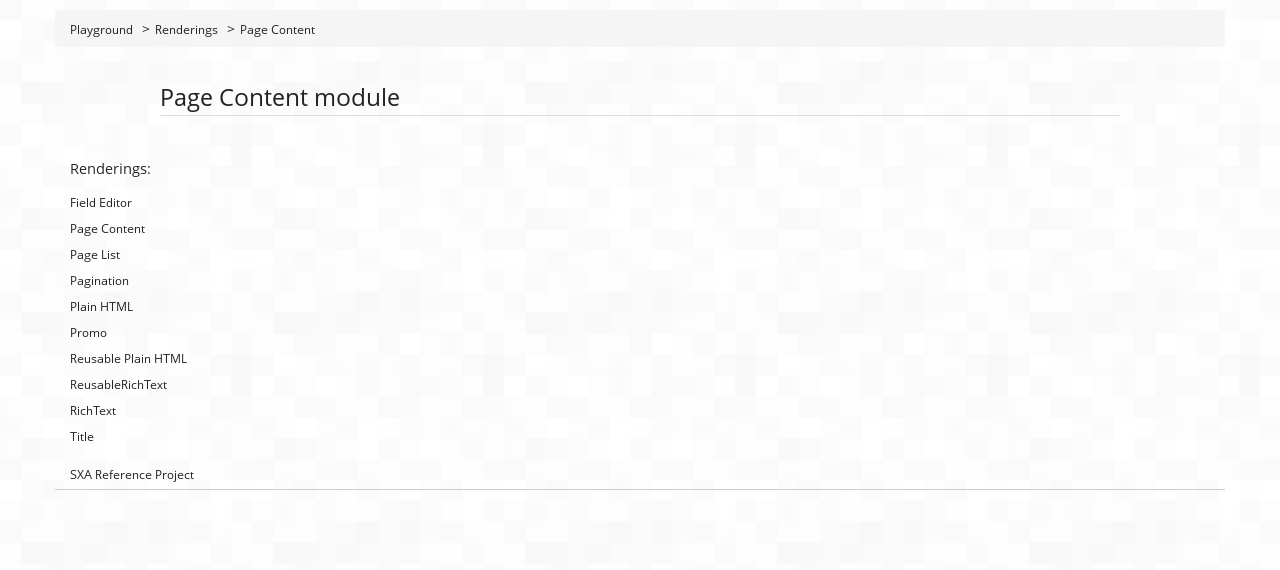 Playground > Renderings > Page Content
Page Content module
Renderings:
Field Editor
Page Content
Page List
Pagination
Plain HTML
Promo
Reusable Plain HTML
ReusableRichText
RichText
Title
SXA Reference Project